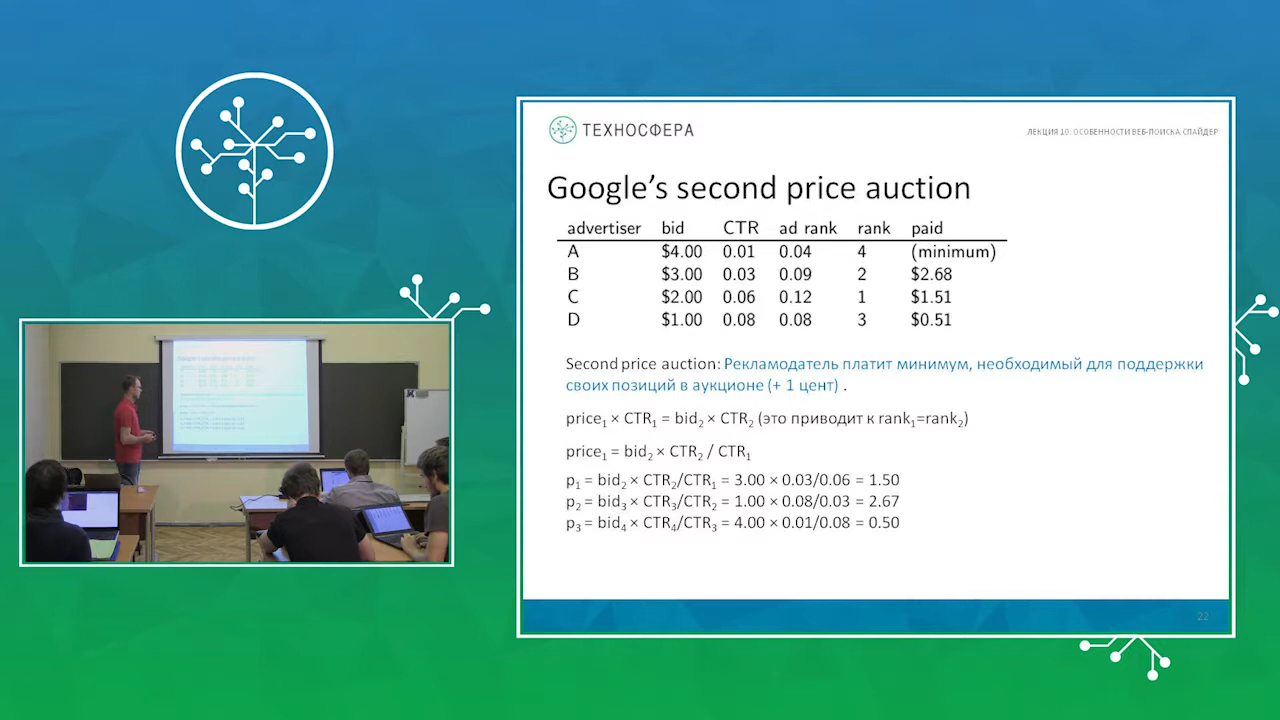 ТЕХНОСФЕРА
ЛЕКЦИЯ 10: ОСОБЕННОСТИ ВЕБ-ПОИСКА. СПАЙДЕР
Google's second price auction
advertiser bid CTR ad rank rank paid
A $4.00 0.01 0.04 4 (minimum)
B $3.00 0.03 0.09 2 $2.68
C $2.00 0.06 0.12 1 $1.51
D $1.00 0.08 0.08 3 $0.51
Second price auction: Рекламодатель платит минимум, необходимый для поддержки
своих позиций в аукционе (+ 1 цент) .
price₁ × CTR₁ = bid₂ × CTR₂ (это приводит к rank₁=rank₂)
price₁ = bid₂ × CTR₂ / CTR₁
p₁ = bid₂ × CTR₂/CTR₁ = 3.00 × 0.03/0.06 = 1.50
p₂ = bid₃ × CTR₃/CTR₂ = 1.00 × 0.08/0.03 = 2.67
p₃ = bid₄ × CTR₄/CTR₃ = 4.00 × 0.01/0.08 = 0.50
22